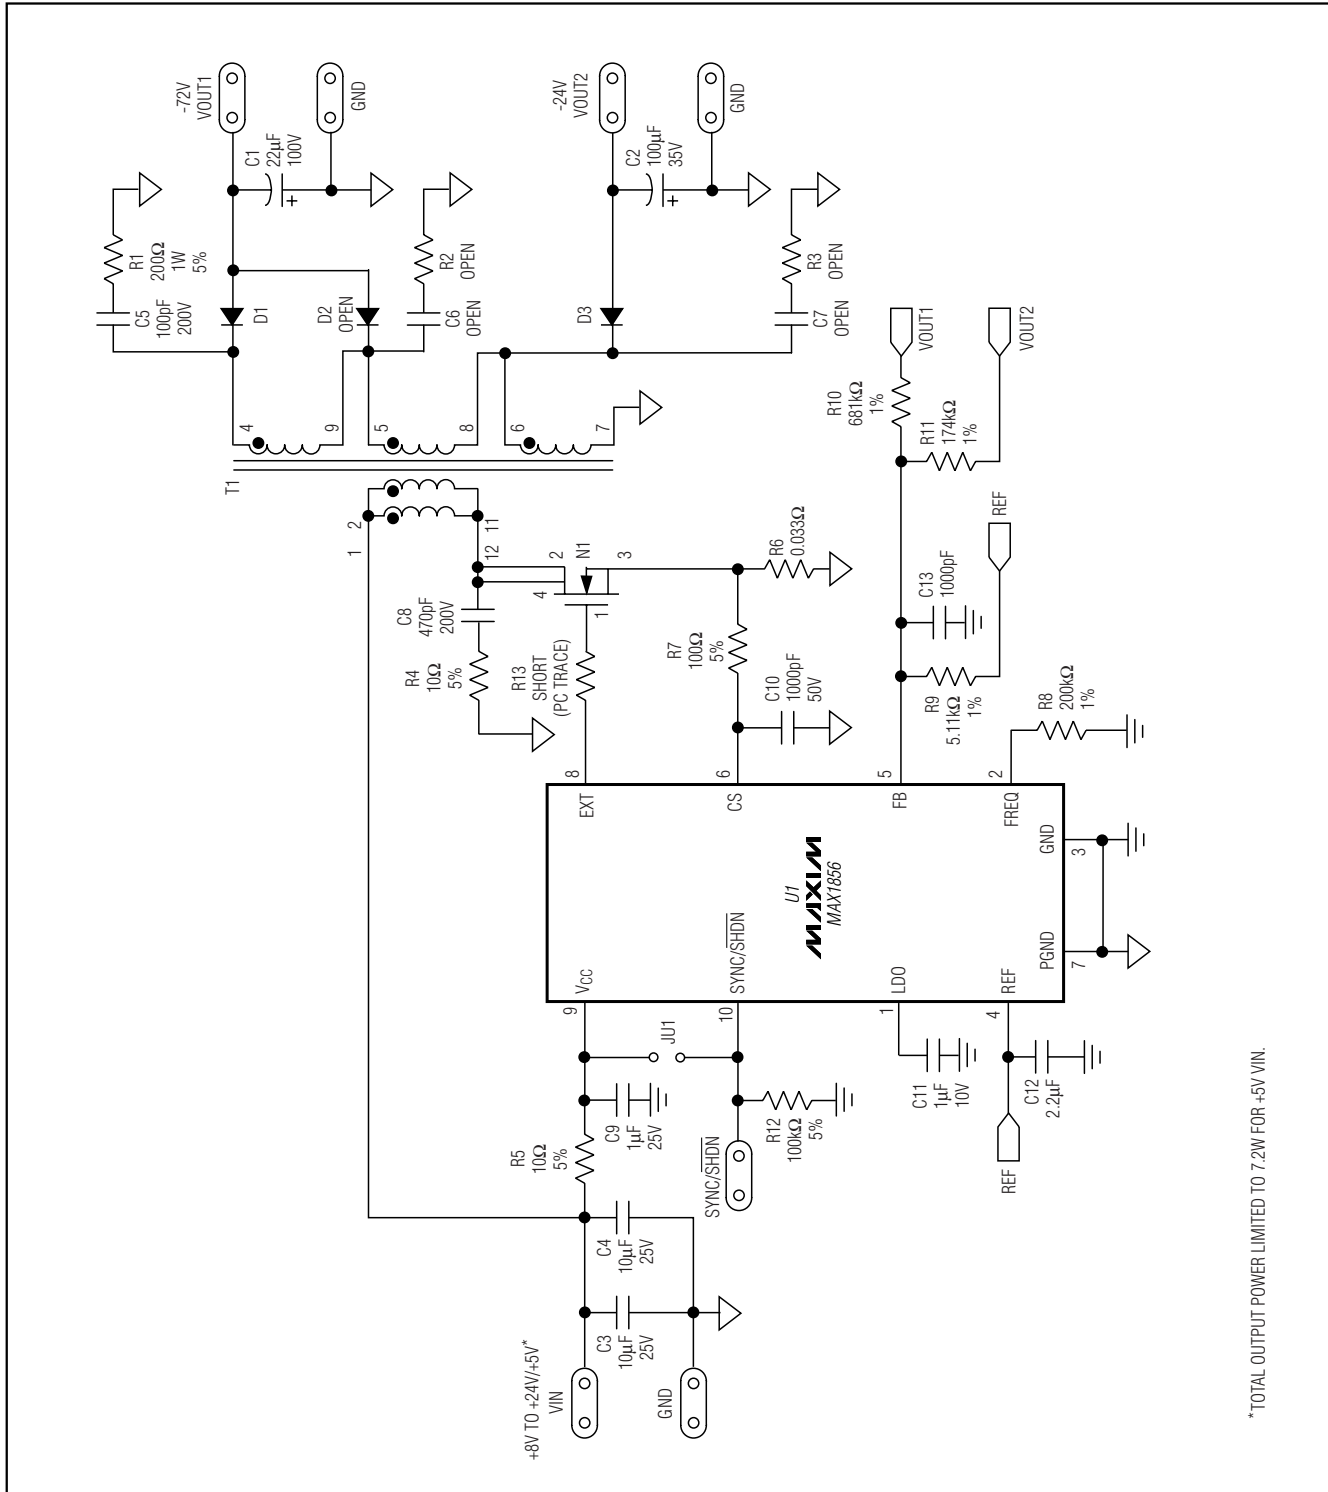 +8V TO +24V/+5V*
VIN
GND
C3
10µF
25V
C4
10µF
25V
R5
10Ω
5%
C9
1µF
25V
JU1
SYNC/SHDN
R12
100kΩ
5%
REF
C11
1µF
10V
C12
2.2µF
9
10
1
4
VCC
SYNC/SHDN
LDO
REF
U1
MAXIM
MAX1856
PGND
7
GND
3
EXT
CS
FB
FREQ
8
6
5
2
R13
SHORT
(PC TRACE)
R4
10Ω
5%
C8
470pF
200V
N1
1
2
3
4
R7
100Ω
5%
C10
1000pF
50V
R6
0.033Ω
R9
5.11kΩ
1%
C13
1000pF
REF
R8
200kΩ
1%
R10
681kΩ
1%
R11
174kΩ
1%
VOUT1
VOUT2
T1
1
2
12
11
4
9
5
8
6
7
C5
100pF
200V
R1
200Ω
1W
5%
D1
D2
OPEN
C6
OPEN
R2
OPEN
C1
22µF
100V
-72V
VOUT1
GND
D3
C7
OPEN
R3
OPEN
C2
100µF
35V
-24V
VOUT2
GND
*TOTAL OUTPUT POWER LIMITED TO 7.2W FOR +5V VIN.